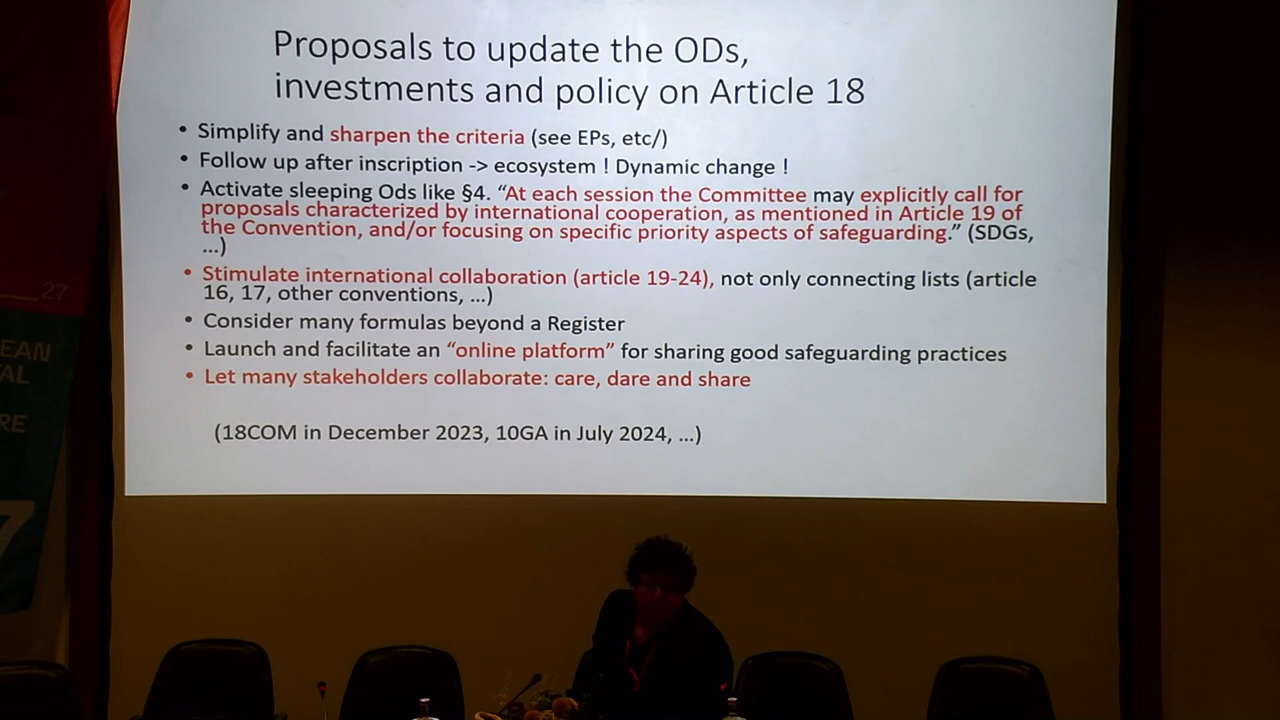 Proposals to update the ODs,
investments and policy on Article 18
• Simplify and sharpen the criteria (see EPs, etc/)
• Follow up after inscription -> ecosystem ! Dynamic change !
• Activate sleeping Ods like §4. “At each session the Committee may explicitly call for
proposals characterized by international cooperation, as mentioned in Article 19 of
the Convention, and/or focusing on specific priority aspects of safeguarding.” (SDGs,
...)
• Stimulate international collaboration (article 19-24), not only connecting lists (article
16, 17, other conventions, ...)
• Consider many formulas beyond a Register
• Launch and facilitate an “online platform” for sharing good safeguarding practices
• Let many stakeholders collaborate: care, dare and share
(18COM in December 2023, 10GA in July 2024, ...)
27
EAN
AL
RE
7